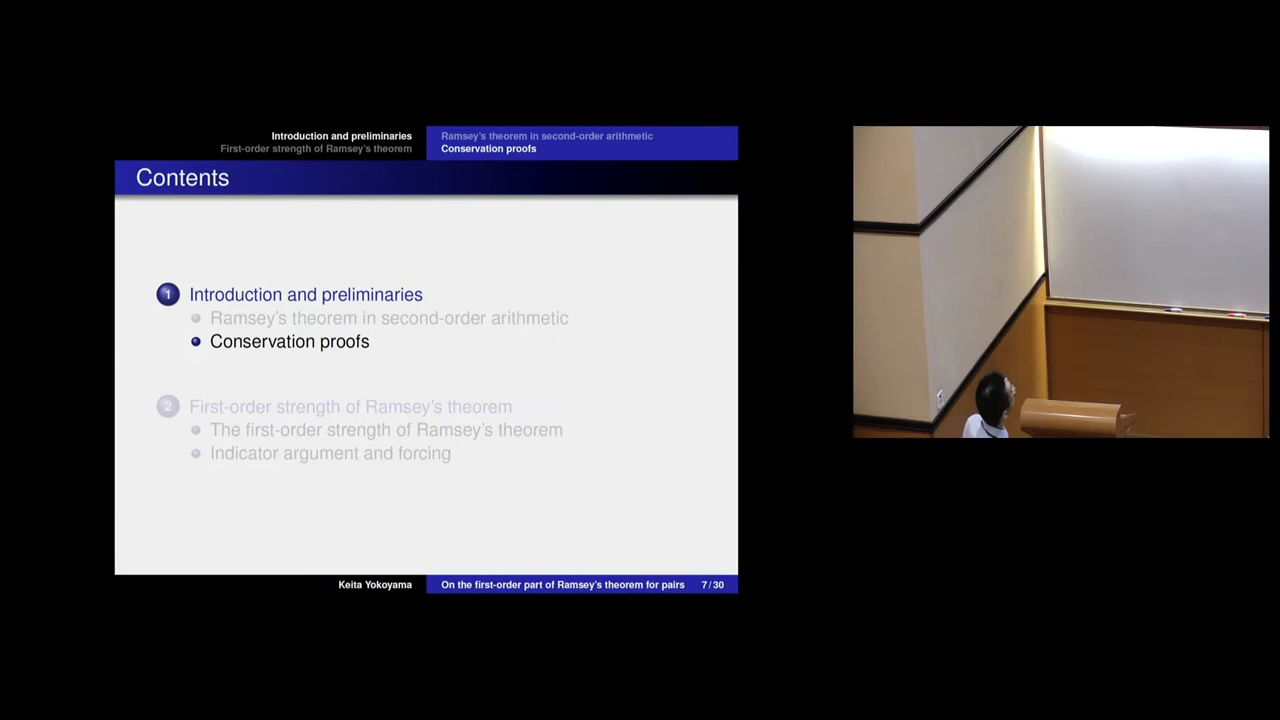 Introduction and preliminaries
First-order strength of Ramsey's theorem
Ramsey's theorem in second-order arithmetic
Conservation proofs
Contents
1 Introduction and preliminaries
Ramsey's theorem in second-order arithmetic
Conservation proofs
2 First-order strength of Ramsey's theorem
The first-order strength of Ramsey's theorem
Indicator argument and forcing
Keita Yokoyama
On the first-order part of Ramsey's theorem for pairs
7 / 30